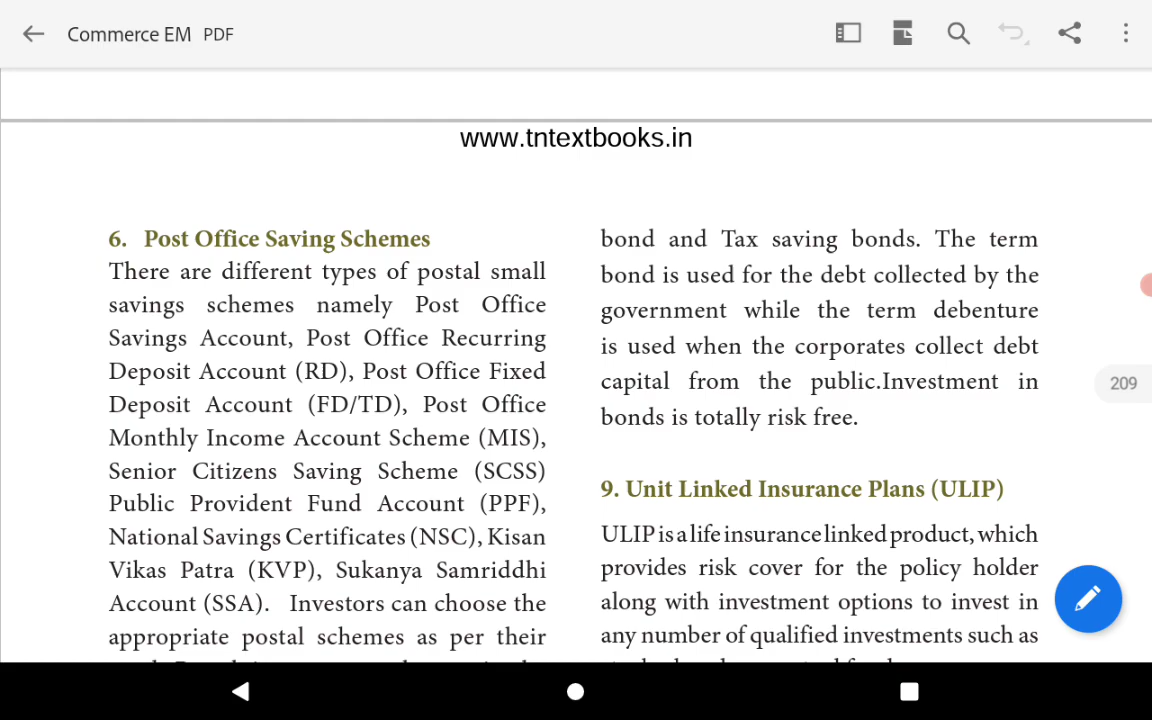 Commerce EM PDF
www.tntextbooks.in
6. Post Office Saving Schemes
There are different types of postal small
savings schemes namely Post Office
Savings Account, Post Office Recurring
Deposit Account (RD), Post Office Fixed
Deposit Account (FD/TD), Post Office
Monthly Income Account Scheme (MIS),
Senior Citizens Saving Scheme (SCSS)
Public Provident Fund Account (PPF),
National Savings Certificates (NSC), Kisan
Vikas Patra (KVP), Sukanya Samriddhi
Account (SSA). Investors can choose the
appropriate postal schemes as per their
bond and Tax saving bonds. The term
bond is used for the debt collected by the
government while the term debenture
is used when the corporates collect debt
capital from the public.Investment in
bonds is totally risk free.
9. Unit Linked Insurance Plans (ULIP)
ULIP is a life insurance linked product, which
provides risk cover for the policy holder
along with investment options to invest in
any number of qualified investments such as
209